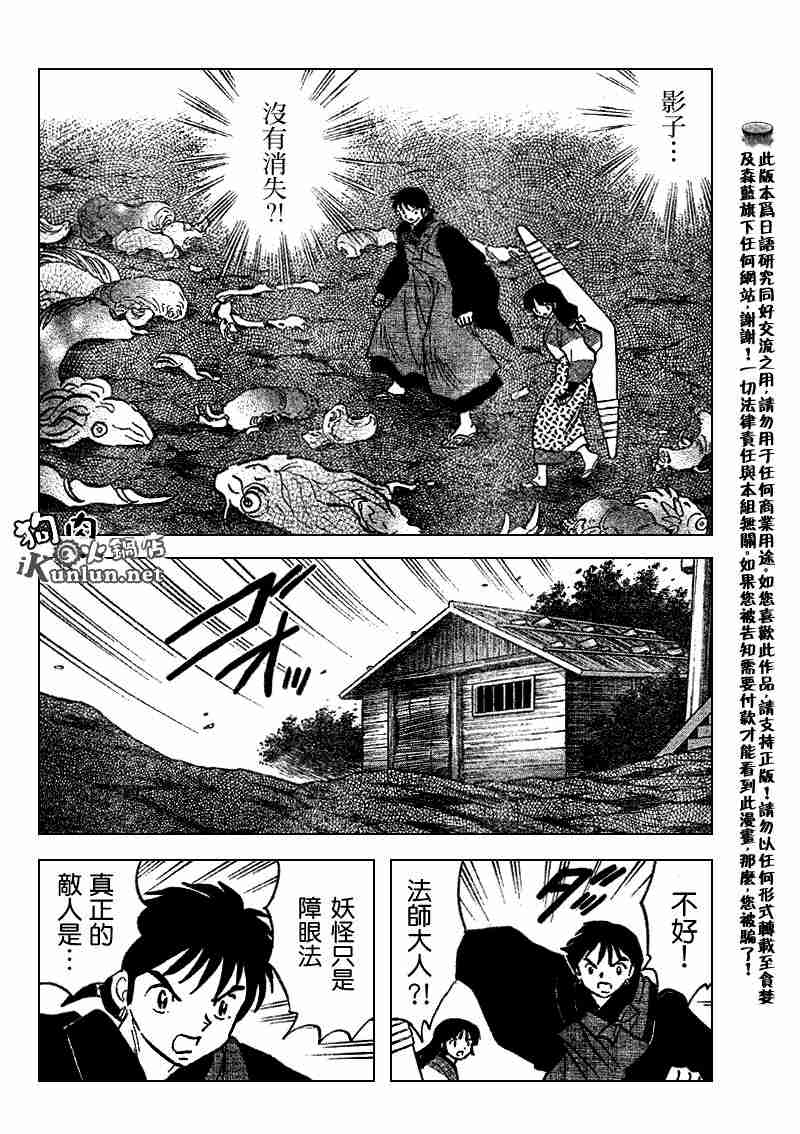 影子…
沒有消失?!
ゴオッ
不好!
ダッ
法師大人?!
妖怪只是
障眼法
真正的
敵人是…
此版本爲日語研究同好交流之用,請勿用于任何商業用途。如您喜歡此作品,請支持正版!請勿以任何形式轉載至貪婪
及森藍旗下任何網站,謝謝!一切法律責任與本組無關。如果您被告知需要付款才能看到此漫畫,那麽,您被騙了!
狗肉
火鍋店
iKunlun.net